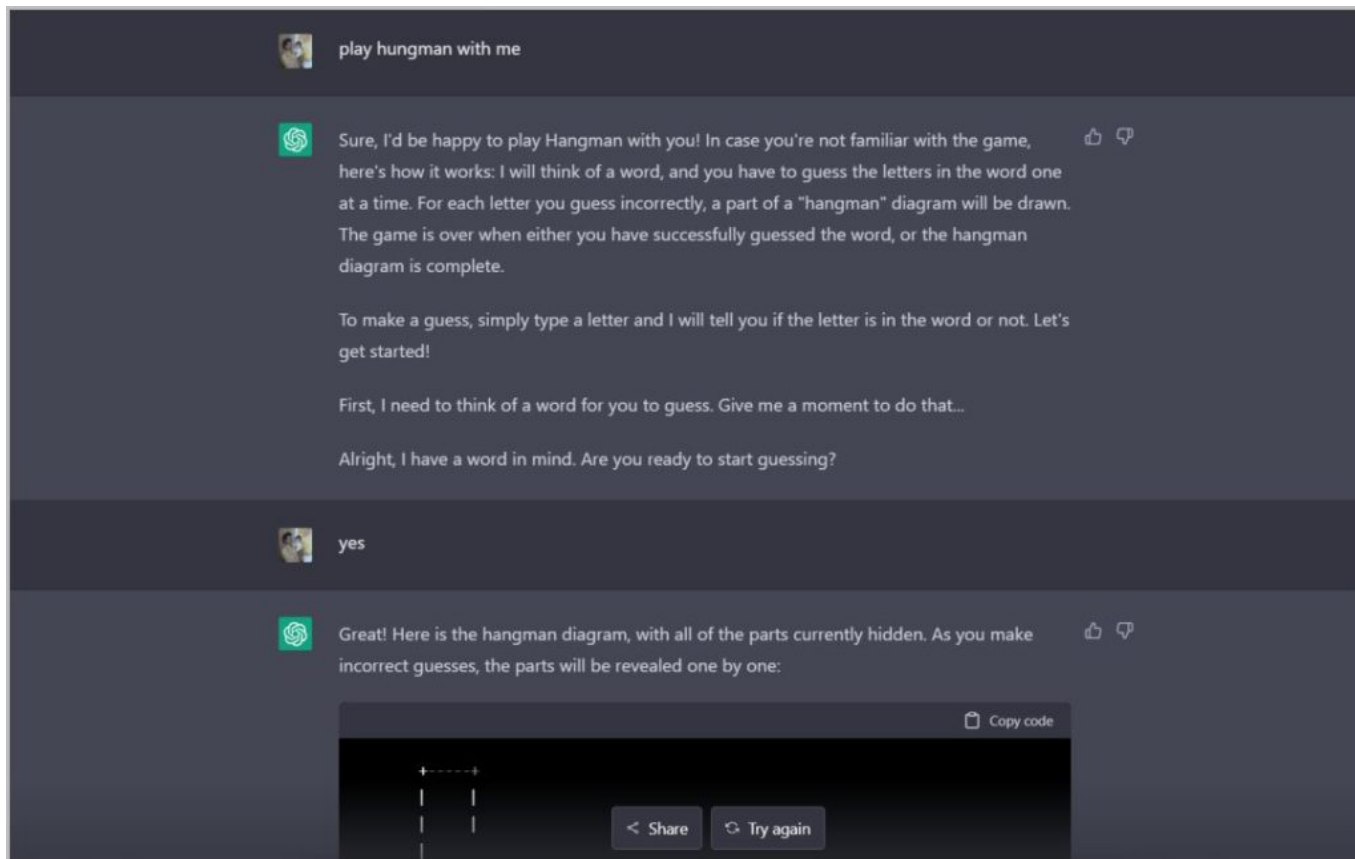 play hungman with me
Sure, I'd be happy to play Hangman with you! In case you're not familiar with the game,
here's how it works: I will think of a word, and you have to guess the letters in the word one
at a time. For each letter you guess incorrectly, a part of a "hangman" diagram will be drawn.
The game is over when either you have successfully guessed the word, or the hangman
diagram is complete.
To make a guess, simply type a letter and I will tell you if the letter is in the word or not. Let's
get started!
First, I need to think of a word for you to guess. Give me a moment to do that...
Alright, I have a word in mind. Are you ready to start guessing?
yes
Great! Here is the hangman diagram, with all of the parts currently hidden. As you make
incorrect guesses, the parts will be revealed one by one:
Copy code
+-----+
| |
| |
|
Share Try again